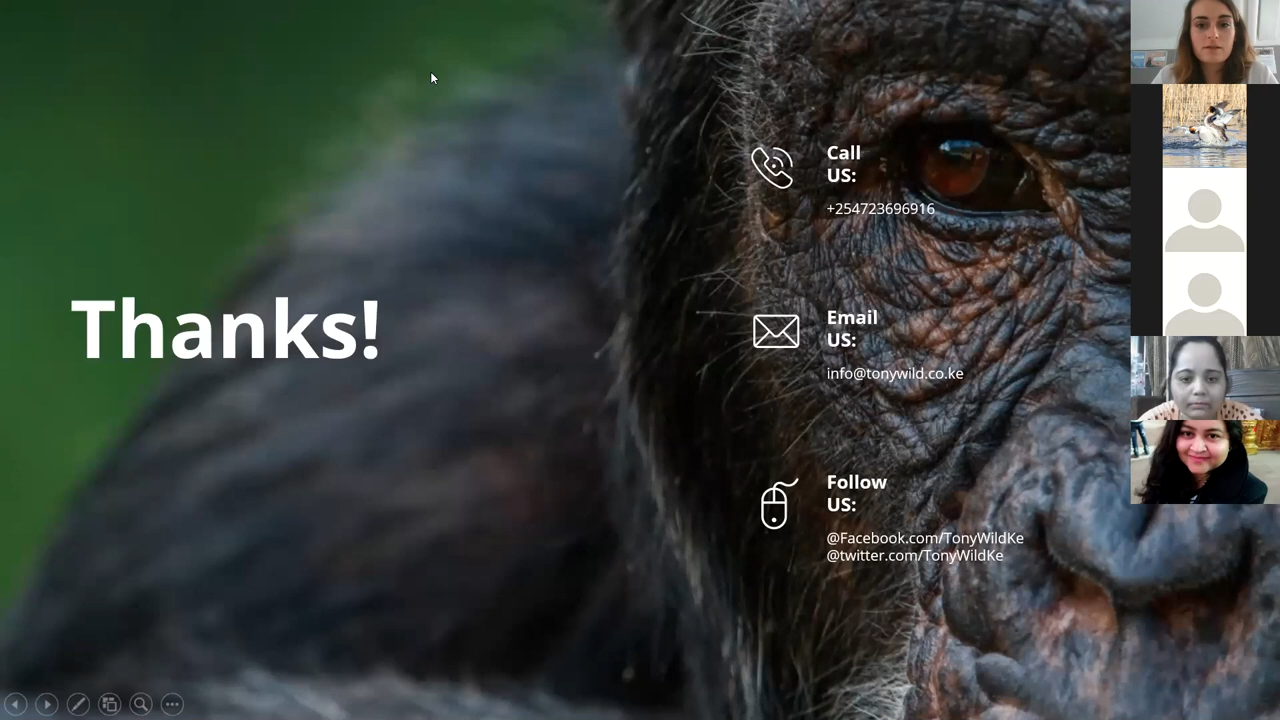 Thanks!
Call
US:
+254723696916
Email
US:
info@tonywild.co.ke
Follow
US:
@Facebook.com/TonyWildKe
@twitter.com/TonyWildKe